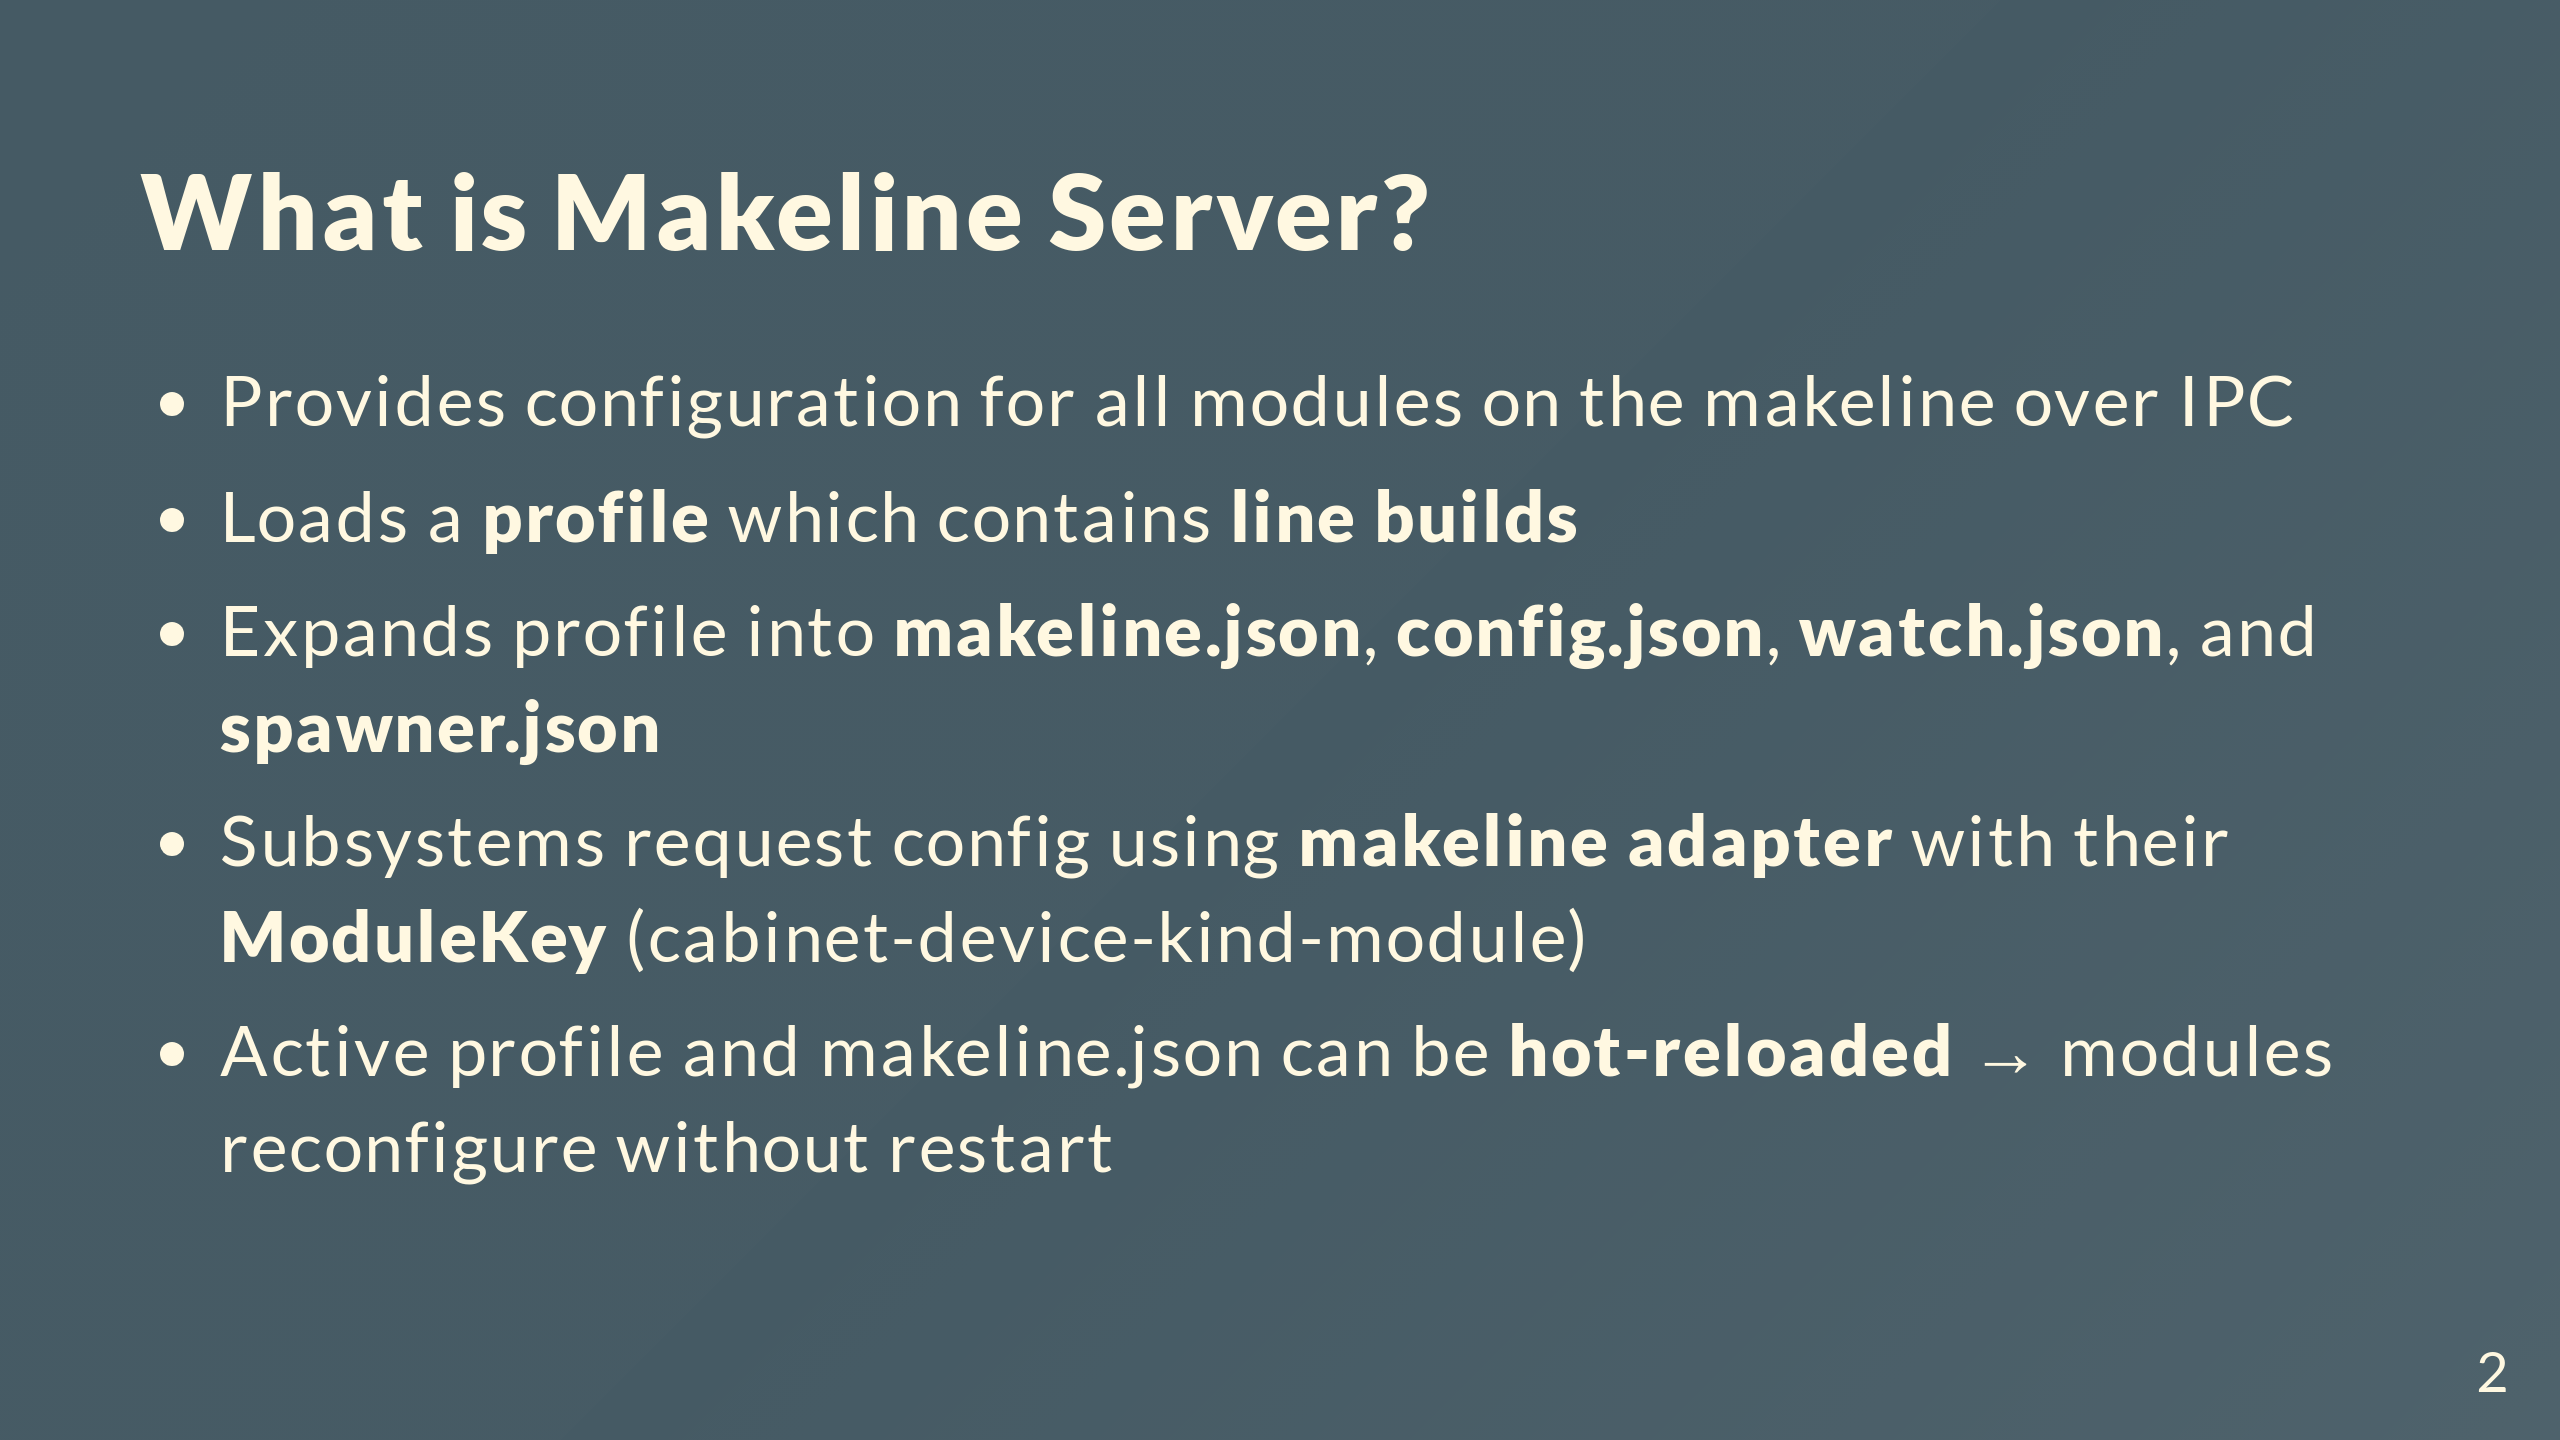 What is Makeline Server?
• Provides configuration for all modules on the makeline over IPC
• Loads a profile which contains line builds
• Expands profile into makeline.json, config.json, watch.json, and
spawner.json
• Subsystems request config using makeline adapter with their
ModuleKey (cabinet-device-kind-module)
• Active profile and makeline.json can be hot-reloaded → modules
reconfigure without restart
2